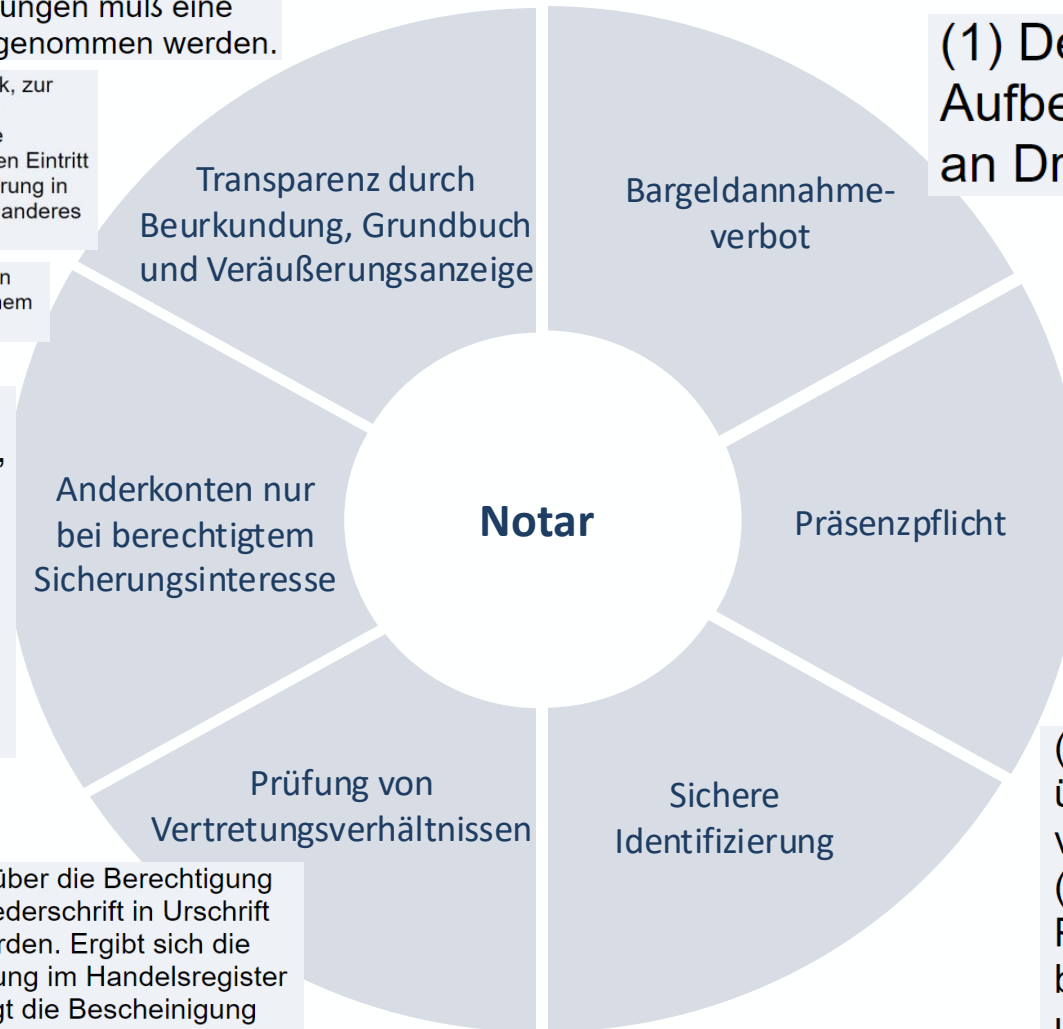 ungen muß eine
genommen werden.
k, zur
e
en Eintritt
rung in
anderes
n
nem
,
Transparenz durch
Beurkundung, Grundbuch
und Veräußerungsanzeige
Bargeldannahme-
verbot
(1) De
Aufbe
an Dr
Anderkonten nur
bei berechtigtem
Sicherungsinteresse
Notar
Präsenzpflicht
Prüfung von
Vertretungsverhältnissen
Sichere
Identifizierung
über die Berechtigung
ederschrift in Urschrift
rden. Ergibt sich die
ung im Handelsregister
gt die Bescheinigung
(
ü
v
(